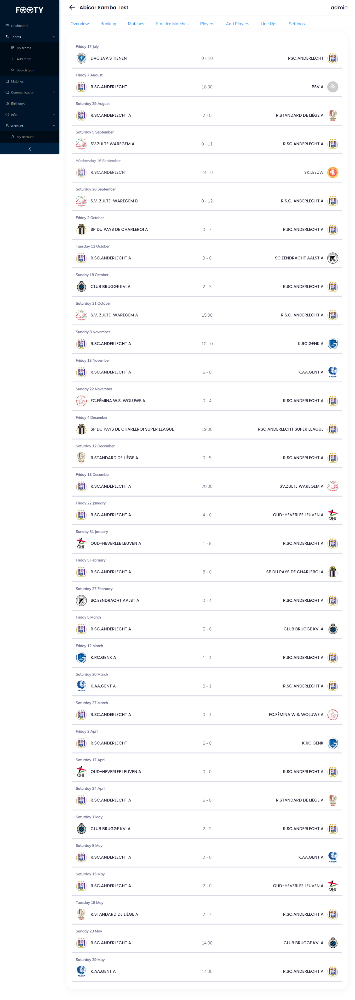 FOOTY
Dashboard
Teams
My teams
Add team
Search team
Matches
Communication
Birthdays
Info
Account
My account
Abicor Samba Test
admin
Overview Ranking Matches Practice Matches Players Add Players Line Ups Settings
Friday 17 July
DVC.EVA'S TIENEN 0 - 10 RSC.ANDERLECHT
Friday 7 August
R.SC.ANDERLECHT 18:30 PSV A
Saturday 29 August
R.SC.ANDERLECHT A 2 - 0 R.STANDARD DE LIÈGE A
Saturday 5 September
SV.ZULTE WAREGEM A 0 - 11 R.SC.ANDERLECHT A
Wednesday 16 September
R.SC.ANDERLECHT 24 - 0 SK.LEEUW
Saturday 26 September
S.V. ZULTE-WAREGEM B 0 - 12 R.S.C. ANDERLECHT A
Friday 2 October
SP DU PAYS DE CHARLEROI A 0 - 7 R.SC.ANDERLECHT A
Tuesday 13 October
R.SC.ANDERLECHT A 9 - 0 SC.EENDRACHT AALST A
Sunday 18 October
CLUB BRUGGE KV. A 2 - 3 R.SC.ANDERLECHT A
Saturday 31 October
S.V. ZULTE-WAREGEM A 15:00 R.S.C. ANDERLECHT A
Sunday 8 November
R.SC.ANDERLECHT A 10 - 0 K.RC.GENK A
Friday 13 November
R.SC.ANDERLECHT A 5 - 0 K.AA.GENT A
Sunday 22 November
FC.FÉMINA W.S. WOLUWE A 0 - 4 R.SC.ANDERLECHT A
Friday 4 December
SP DU PAYS DE CHARLEROI SUPER LEAGUE 19:30 RSC.ANDERLECHT SUPER LEAGUE
Saturday 12 December
R.STANDARD DE LIÈGE A 0 - 5 R.SC.ANDERLECHT A
Friday 18 December
R.SC.ANDERLECHT A 20:00 SV.ZULTE WAREGEM A
Friday 22 January
R.SC.ANDERLECHT A 4 - 0 OUD-HEVERLEE LEUVEN A
Sunday 31 January
OUD-HEVERLEE LEUVEN A 1 - 8 R.SC.ANDERLECHT A
Friday 5 February
R.SC.ANDERLECHT A 8 - 0 SP DU PAYS DE CHARLEROI A
Saturday 27 February
SC.EENDRACHT AALST A 0 - 4 R.SC.ANDERLECHT A
Friday 5 March
R.SC.ANDERLECHT A 5 - 0 CLUB BRUGGE KV. A
Friday 12 March
K.RC.GENK A 1 - 4 R.SC.ANDERLECHT A
Saturday 20 March
K.AA.GENT A 0 - 1 R.SC.ANDERLECHT A
Saturday 27 March
R.SC.ANDERLECHT A 0 - 1 FC.FÉMINA W.S. WOLUWE A
Friday 2 April
R.SC.ANDERLECHT 6 - 0 K.RC.GENK
Saturday 17 April
OUD-HEVERLEE LEUVEN A 0 - 0 R.SC.ANDERLECHT A
Saturday 24 April
R.SC.ANDERLECHT A 6 - 0 R.STANDARD DE LIÈGE A
Saturday 1 May
CLUB BRUGGE KV. A 2 - 2 R.SC.ANDERLECHT A
Saturday 8 May
R.SC.ANDERLECHT A 2 - 0 K.AA.GENT A
Saturday 15 May
R.SC.ANDERLECHT A 2 - 0 OUD-HEVERLEE LEUVEN A
Tuesday 18 May
R.STANDARD DE LIÈGE A 2 - 7 R.SC.ANDERLECHT A
Sunday 23 May
R.SC.ANDERLECHT A 14:00 CLUB BRUGGE KV. A
Saturday 29 May
K.AA.GENT A 14:00 R.SC.ANDERLECHT A